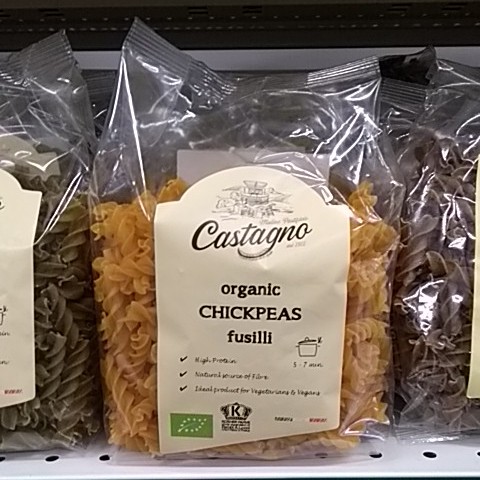 Castagno
organic
CHICKPEAS
fusilli
✓ High Protein
✓ Natural source of Fibre
✓ Ideal product for Vegetarians & Vegans
5 - 7 min
K